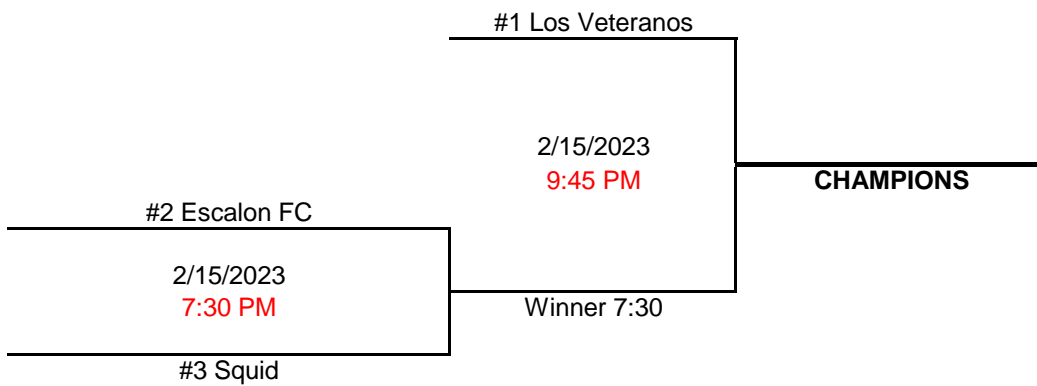 #1 Los Veteranos
2/15/2023
9:45 PM
CHAMPIONS
#2 Escalon FC
2/15/2023
7:30 PM
Winner 7:30
#3 Squid